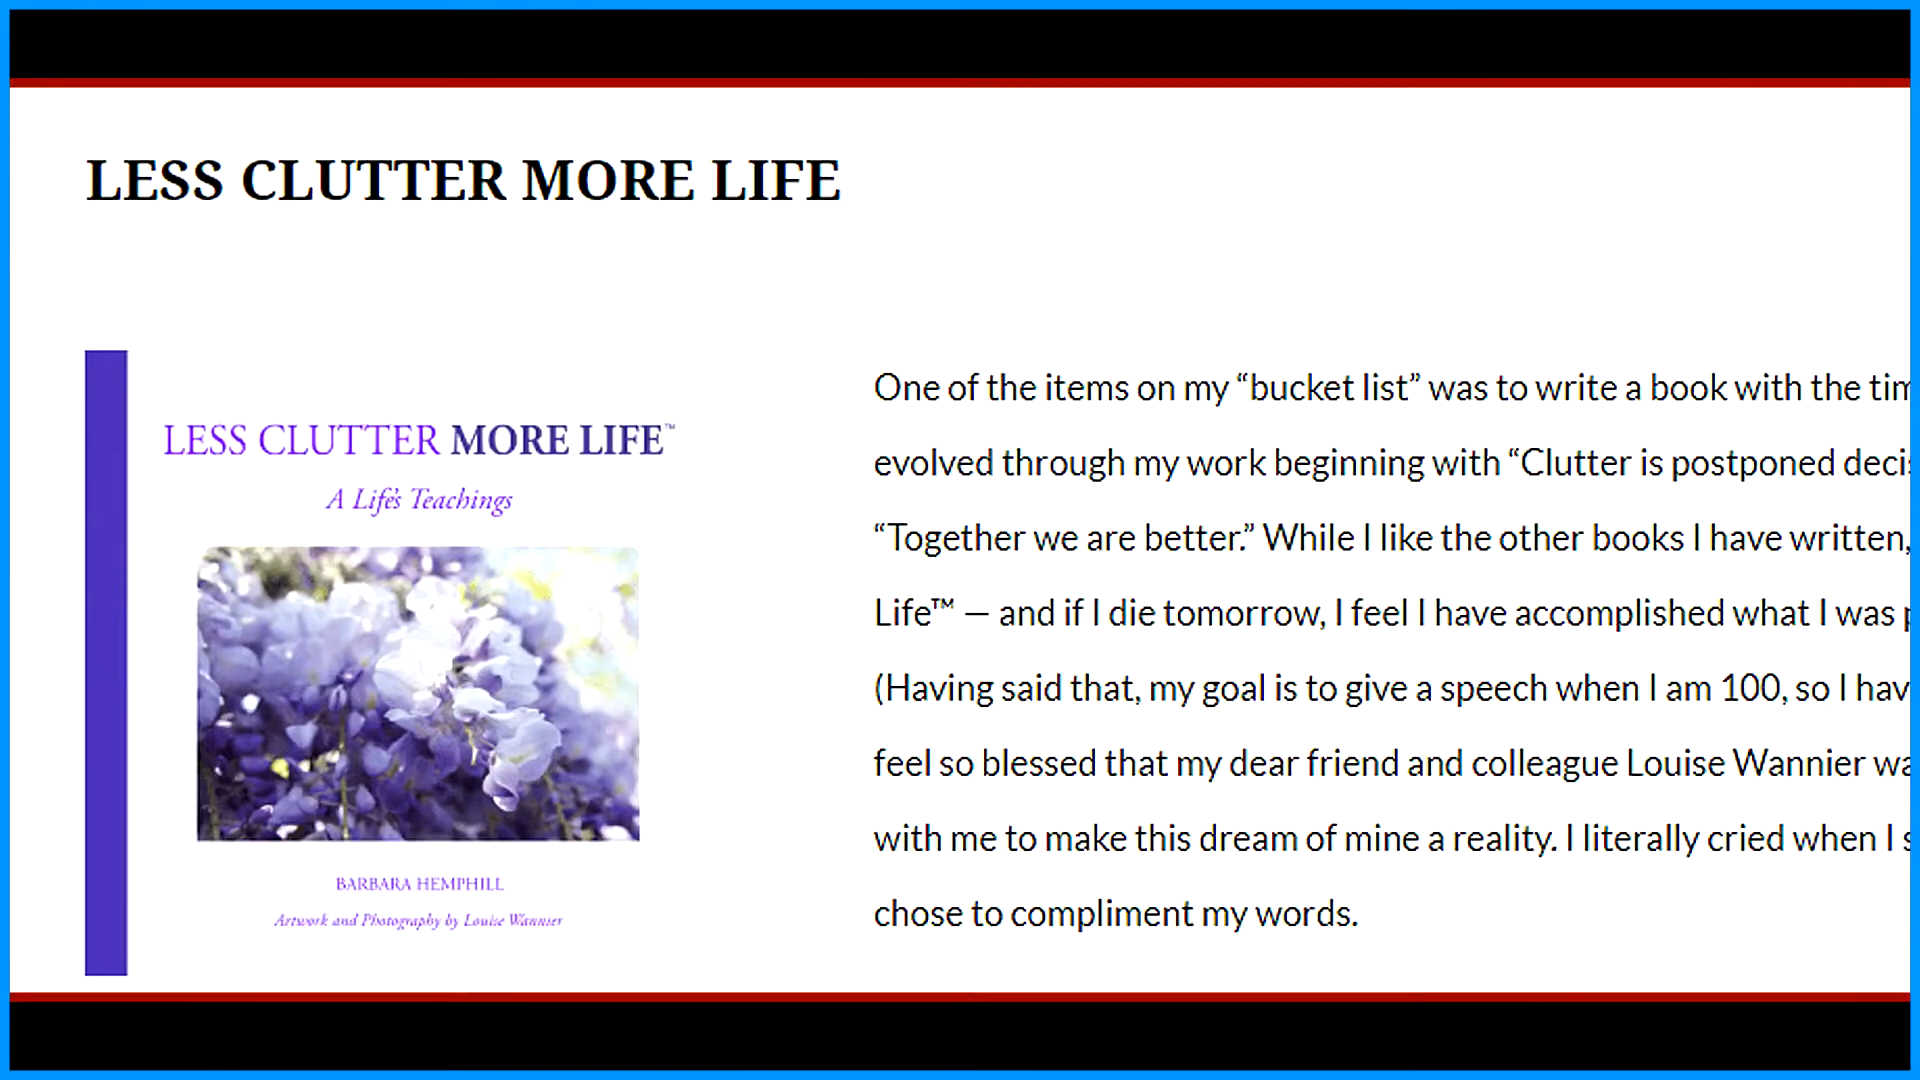 LESS CLUTTER MORE LIFE
LESS CLUTTER MORE LIFE™
A Life's Teachings
BARBARA HEMPHILL
Artwork and Photography by Louise Wannier
One of the items on my “bucket list” was to write a book with the
evolved through my work beginning with “Clutter is postponed
“Together we are better.” While I like the other books I have written,
Life™ — and if I die tomorrow, I feel I have accomplished what I was
(Having said that, my goal is to give a speech when I am 100, so I
feel so blessed that my dear friend and colleague Louise Wannier
with me to make this dream of mine a reality. I literally cried when I
chose to compliment my words.